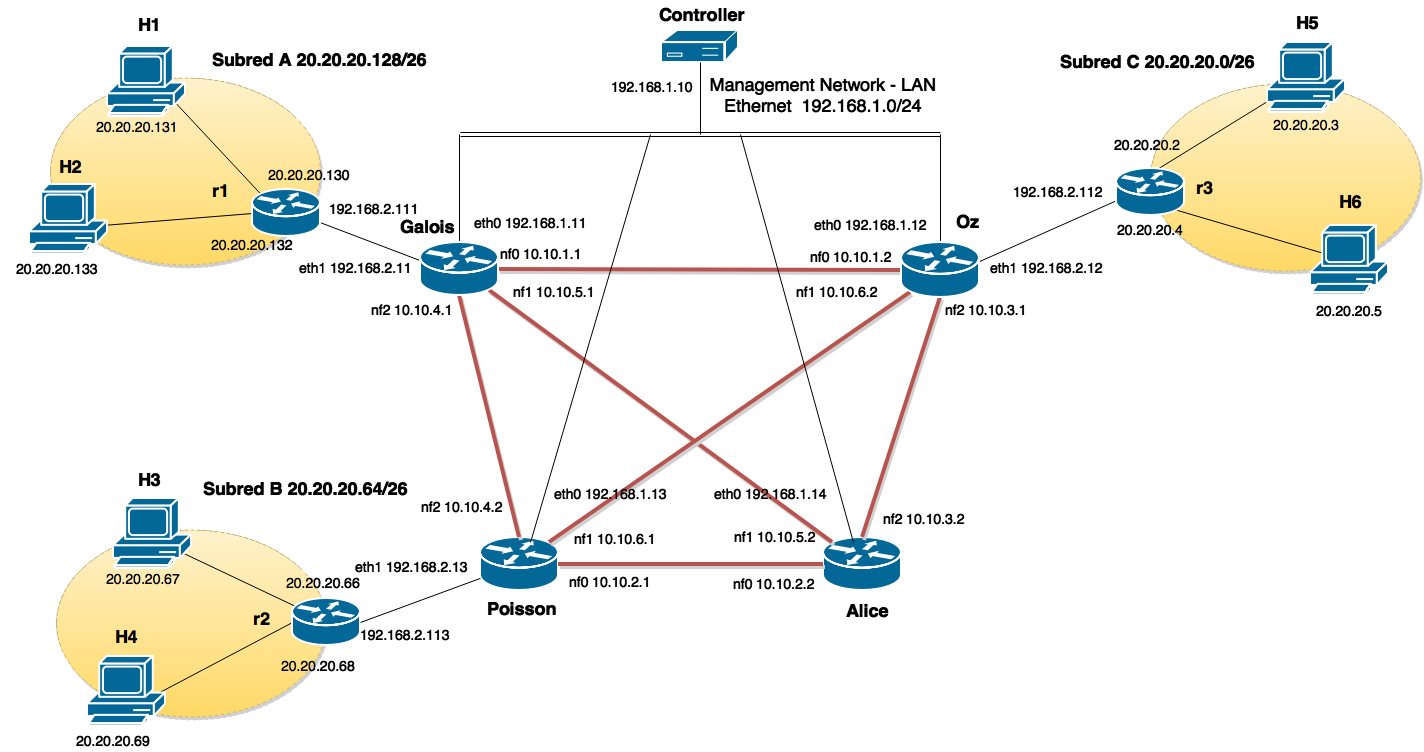 Controller
192.168.1.10
Management Network - LAN
Ethernet 192.168.1.0/24
H1
Subred A 20.20.20.128/26
20.20.20.131
H2
20.20.20.130
r1
192.168.2.111
20.20.20.132
20.20.20.133
H5
Subred C 20.20.20.0/26
20.20.20.3
20.20.20.2
192.168.2.112
r3
H6
20.20.20.4
20.20.20.5
Galois
eth0 192.168.1.11
nf0 10.10.1.1
eth1 192.168.2.11
nf1 10.10.5.1
nf2 10.10.4.1
Oz
eth0 192.168.1.12
nf0 10.10.1.2
eth1 192.168.2.12
nf1 10.10.6.2
nf2 10.10.3.1
H3
Subred B 20.20.20.64/26
20.20.20.67
20.20.20.66
r2
192.168.2.113
H4
20.20.20.68
20.20.20.69
eth0 192.168.1.13
nf2 10.10.4.2
nf1 10.10.6.1
eth1 192.168.2.13
nf0 10.10.2.1
Poisson
eth0 192.168.1.14
nf2 10.10.3.2
nf1 10.10.5.2
nf0 10.10.2.2
Alice